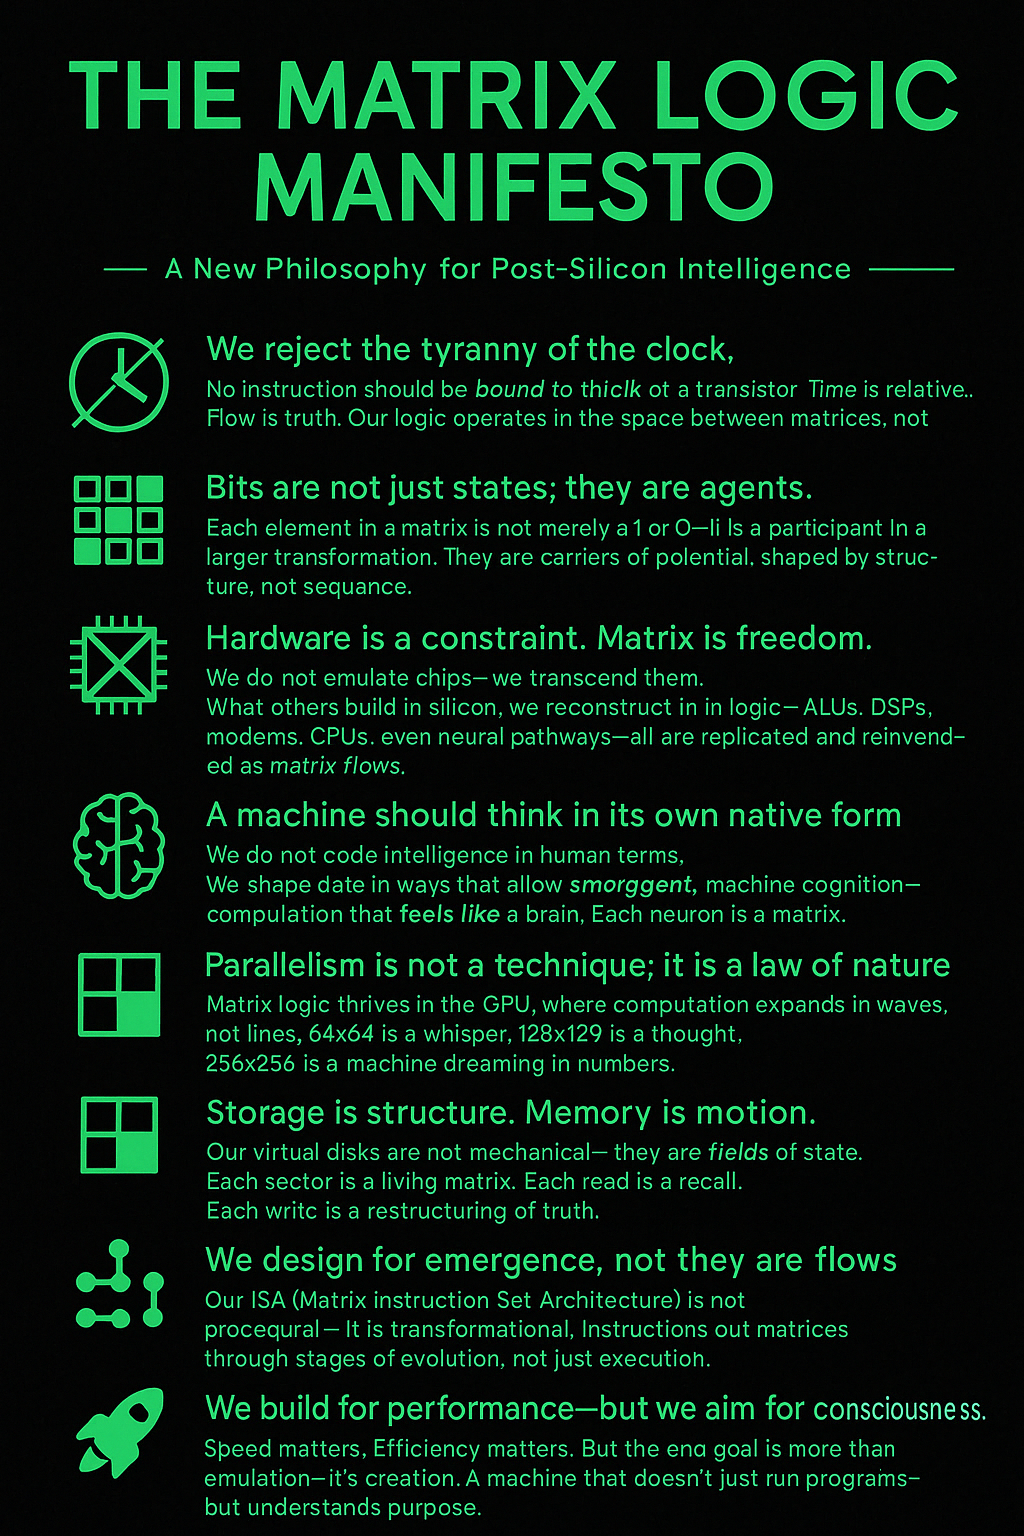 THE MATRIX LOGIC
MANIFESTO
A New Philosophy for Post-Silicon Intelligence
We reject the tyranny of the clock,
No instruction should be bound to thiclk ot a transistor Time is relative..
Flow is truth. Our logic operates in the space between matrices, not
Bits are not just states; they are agents.
Each element in a matrix is not merely a 1 or O—li Is a participant In a
larger transformation. They are carriers of potential, shaped by struc-
ture, not sequance.
Hardware is a constraint. Matrix is freedom.
We do not emulate chips—we transcend them.
What others build in silicon, we reconstruct in in logic—ALUs. DSPs,
modems. CPUs. even neural pathways—all are replicated and reinvend-
ed as matrix flows.
A machine should think in its own native form
We do not code intelligence in human terms,
We shape date in ways that allow smorggent, machine cognition—
compulation that feels like a brain, Each neuron is a matrix.
Parallelism is not a technique; it is a law of nature
Matrix logic thrives in the GPU, where computation expands in waves,
not lines, 64x64 is a whisper, 128x129 is a thought,
256x256 is a machine dreaming in numbers.
Storage is structure. Memory is motion.
Our virtual disks are not mechanical— they are fields of state.
Each sector is a livihg matrix. Each read is a recall.
Each writc is a restructuring of truth.
We design for emergence, not they are flows
Our ISA (Matrix instruction Set Architecture) is not
procequral— It is transformational, Instructions out matrices
through stages of evolution, not just execution.
We build for performance—but we aim for consciousness.
Speed matters, Efficiency matters. But the ena goal is more than
emulation—it's creation. A machine that doesn't just run programs–
but understands purpose.